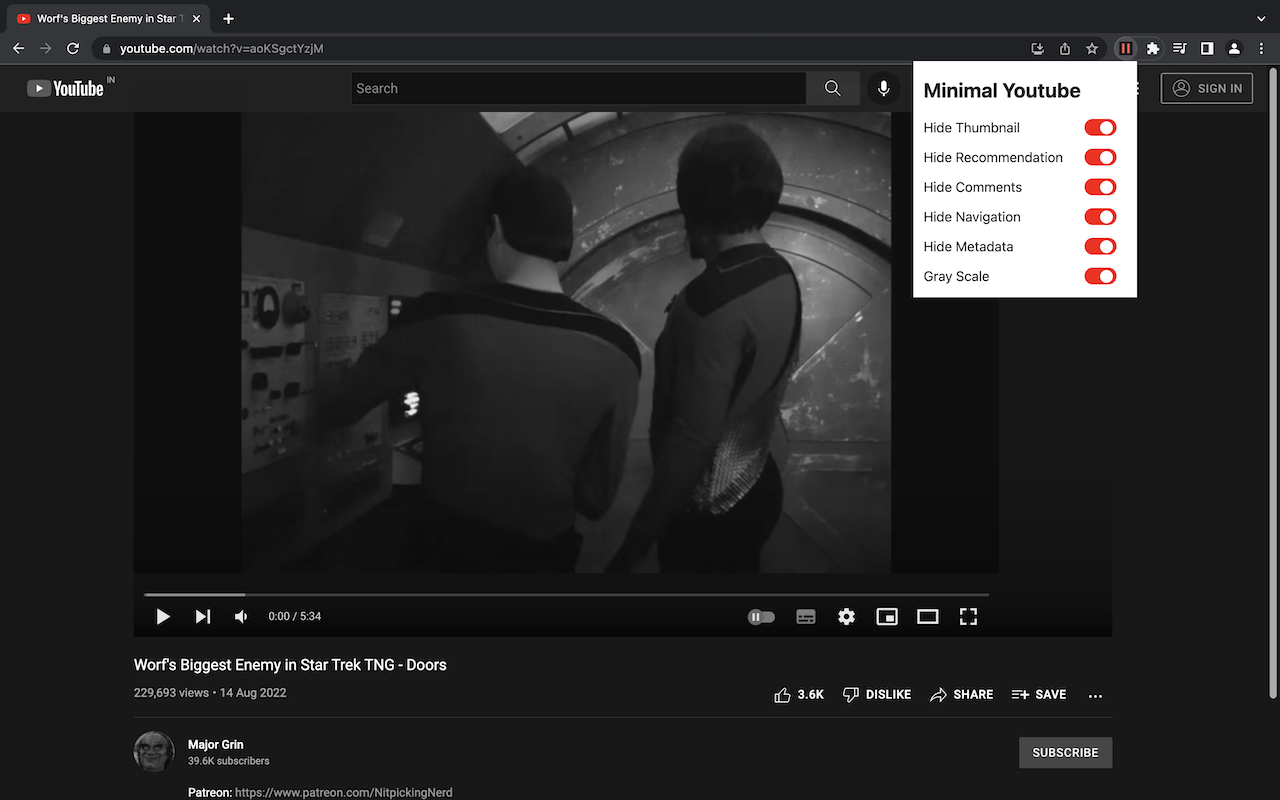 Worf's Biggest Enemy in Star T
youtube.com/watch?v=aoKSgctYzjM
YouTube IN
Search
SIGN IN
Minimal Youtube
Hide Thumbnail
Hide Recommendation
Hide Comments
Hide Navigation
Hide Metadata
Gray Scale
0:00 / 5:34
Worf's Biggest Enemy in Star Trek TNG - Doors
229,693 views • 14 Aug 2022
3.6K DISLIKE SHARE SAVE
Major Grin
39.6K subscribers
SUBSCRIBE
Patreon: https://www.patreon.com/NitpickingNerd